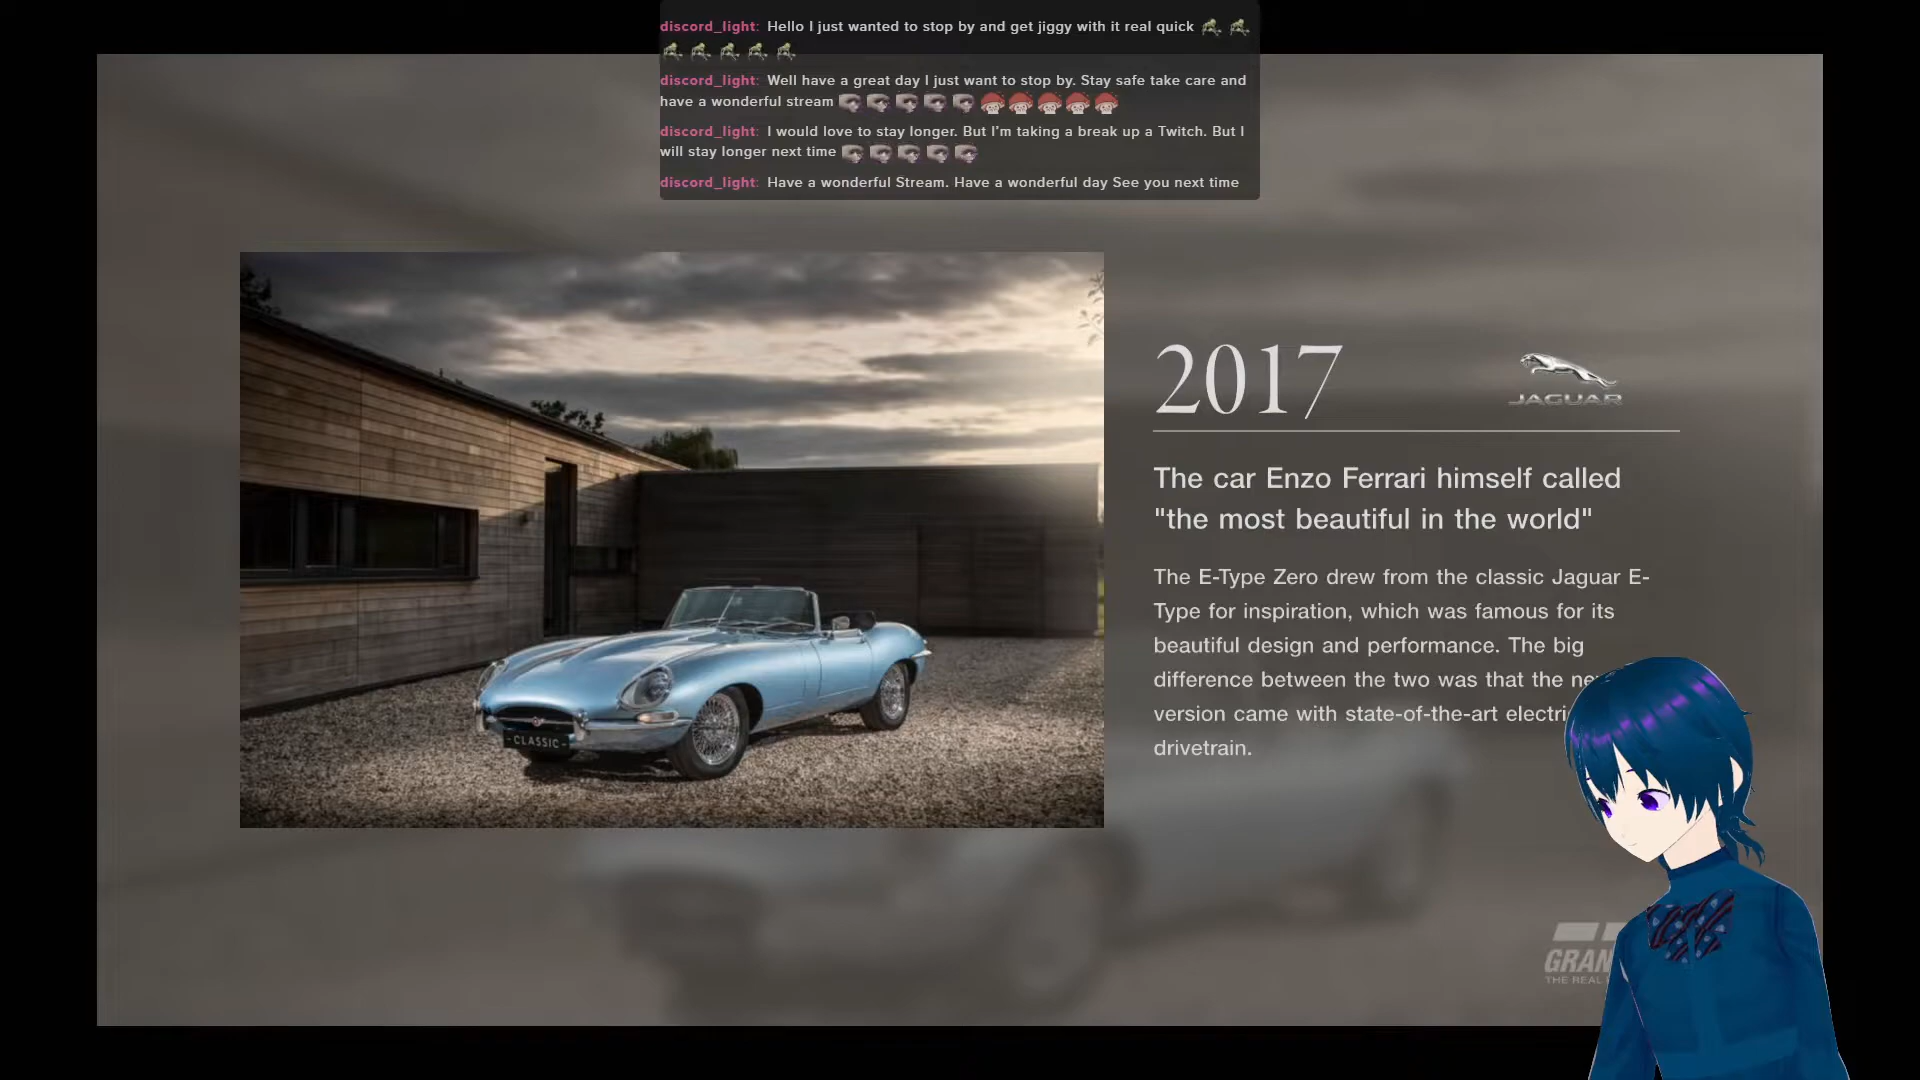 discord_light: Hello I just wanted to stop by and get jiggy with it real quick
discord_light: Well have a great day I just want to stop by. Stay safe take care and
have a wonderful stream
discord_light: I would love to stay longer. But I'm taking a break up a Twitch. But I
will stay longer next time
discord_light: Have a wonderful Stream. Have a wonderful day See you next time
2017
JAGUAR
The car Enzo Ferrari himself called
"the most beautiful in the world"
The E-Type Zero drew from the classic Jaguar E-
Type for inspiration, which was famous for its
beautiful design and performance. The big
difference between the two was that the
version came with state-of-the-art
drivetrain.
-CLASSIC-
THE REAL